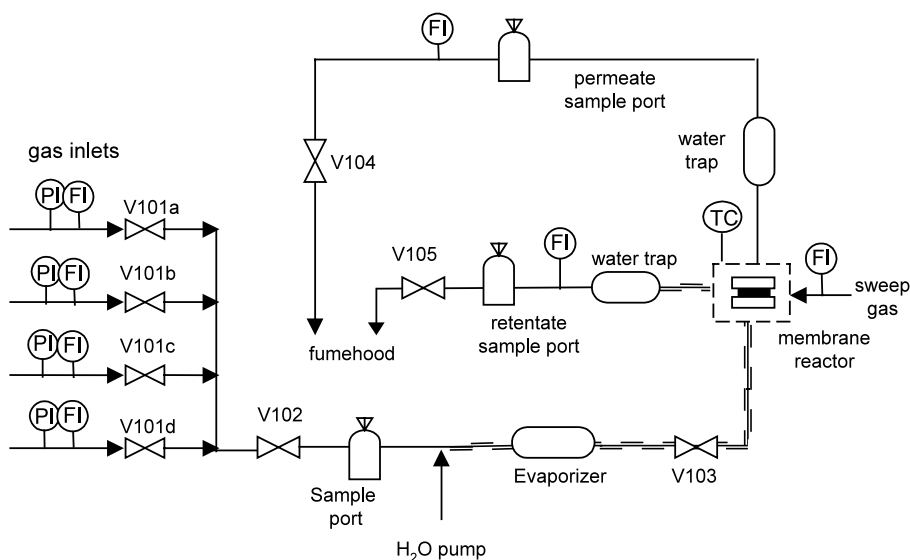 FI
permeate
sample port
water
trap
V104
gas inlets
PI FI
V101a
TC
V105
FI
water trap
FI
PI FI
V101b
sweep
gas
retentate
sample port
membrane
reactor
fumehood
PI FI
V101c
PI FI
V101d
V102
Sample
port
Evaporizer
V103
H₂O pump